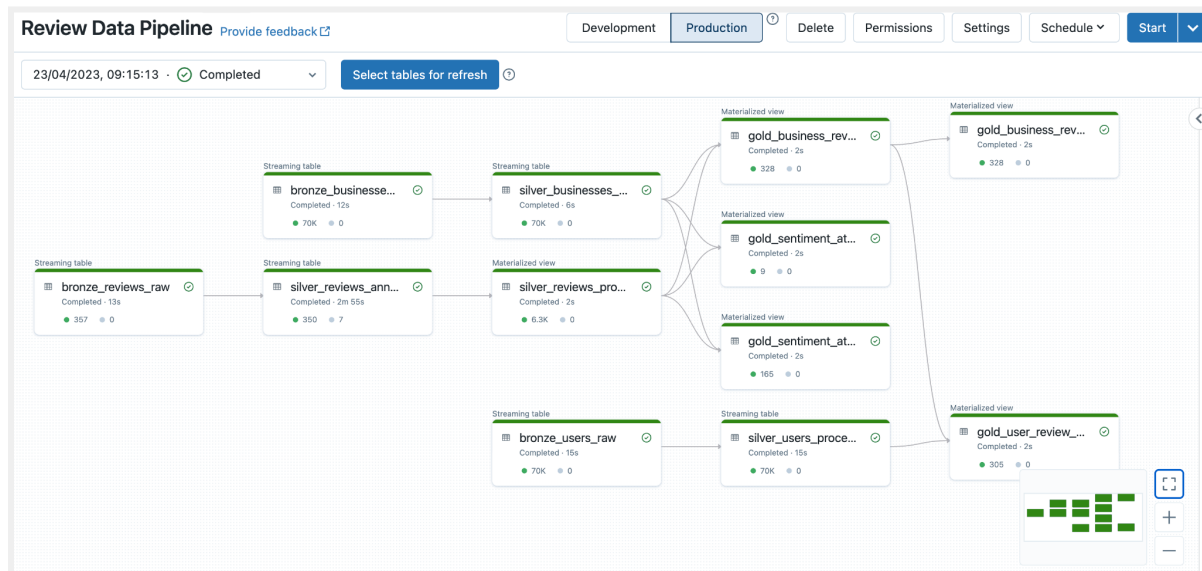 Review Data Pipeline Provide feedback
Development Production ? Delete Permissions Settings Schedule Start
23/04/2023, 09:15:13 · Completed
Select tables for refresh ?
Materialized view
gold_business_rev...
Completed · 2s
328 0
Materialized view
gold_business_rev...
Completed · 2s
328 0
Streaming table
bronze_businesse...
Completed · 12s
70K 0
Streaming table
silver_businesses_...
Completed · 6s
70K 0
Materialized view
gold_sentiment_at...
Completed · 2s
9 0
Streaming table
bronze_reviews_raw
Completed · 13s
357 0
Streaming table
silver_reviews_ann...
Completed · 2m 55s
350 7
Materialized view
silver_reviews_pro...
Completed · 2s
6.3K 0
Materialized view
gold_sentiment_at...
Completed · 2s
165 0
Streaming table
bronze_users_raw
Completed · 15s
70K 0
Streaming table
silver_users_proce...
Completed · 15s
70K 0
Materialized view
gold_user_review_...
Completed · 2s
305 0